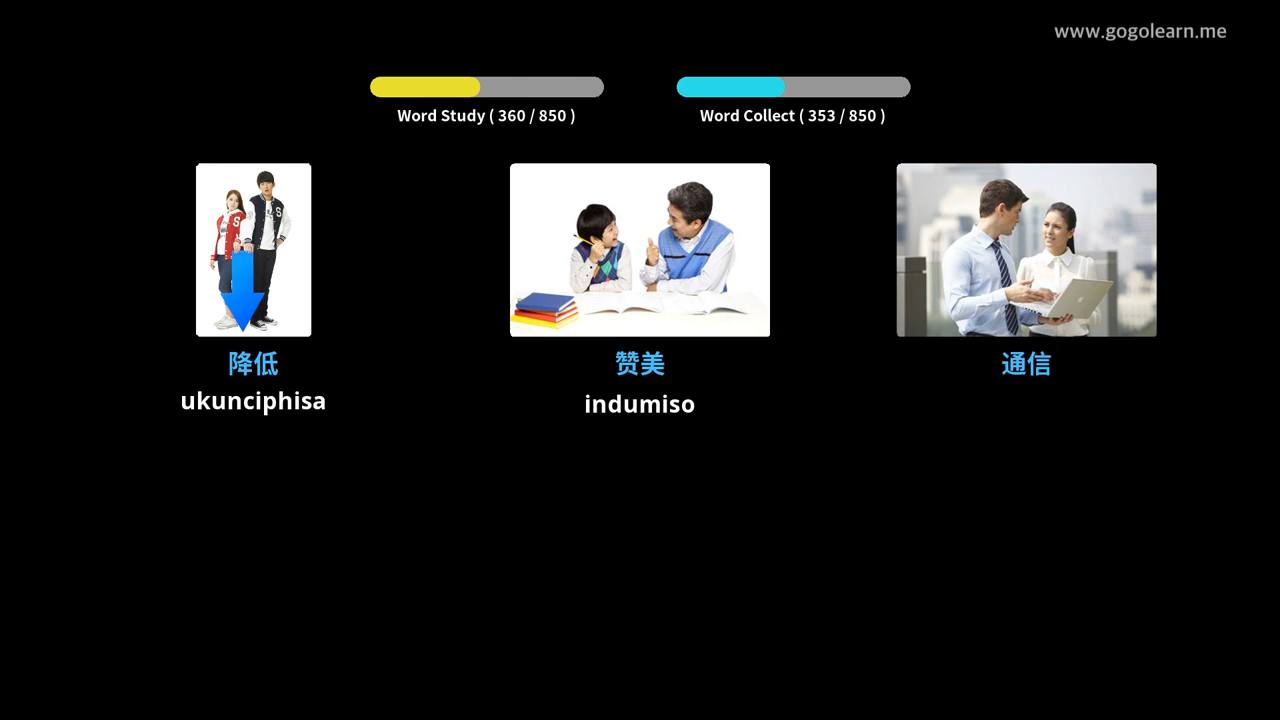 www.gogolearn.me
Word Study ( 360 / 850 )
Word Collect ( 353 / 850 )
降低
赞美
通信
ukunciphisa
indumiso